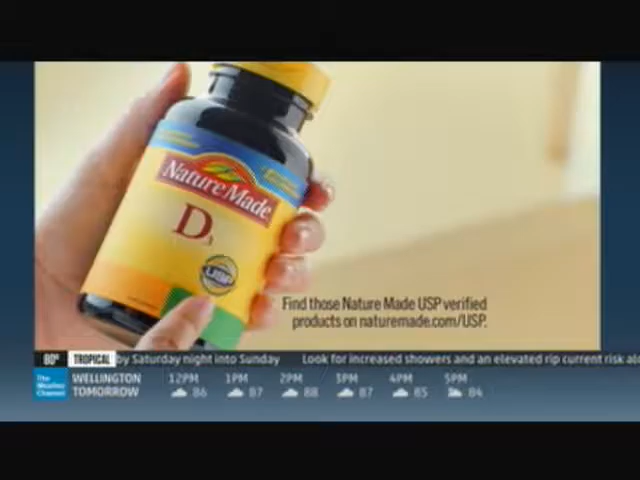 Nature Made
D3
USP
Find those Nature Made USP verified
products on naturemade.com/USP.
80° TROPICAL by Saturday night into Sunday Look for increased showers and an elevated rip current risk alo
The Weather Channel
WELLINGTON 12PM 1PM 2PM 3PM 4PM 5PM
TOMORROW 86 87 88 87 85 84